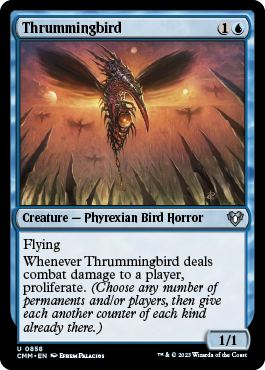 Thrummingbird 1
Creature — Phyrexian Bird Horror
Flying
Whenever Thrummingbird deals
combat damage to a player,
proliferate. (Choose any number of
permanents and/or players, then give
each another counter of each kind
already there.)
1/1
U 0858
CMM • EN Efrem Palacios
™ & © 2023 Wizards of the Coast